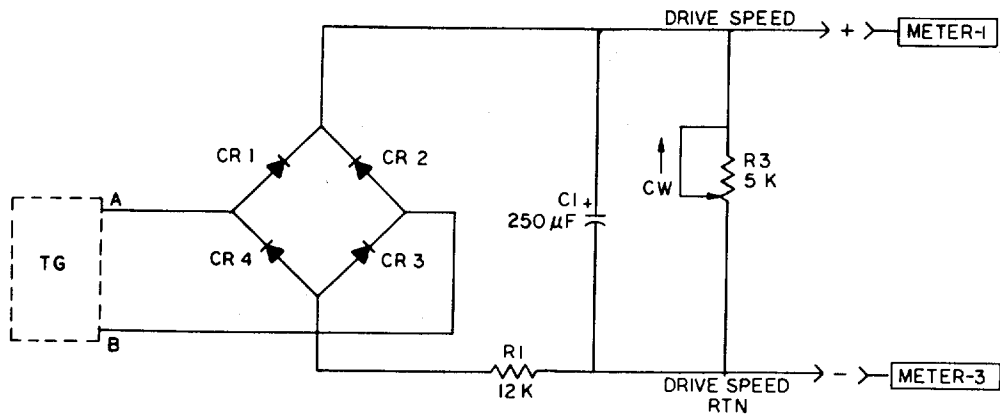 DRIVE SPEED
+
METER-1
CR 1
CR 2
R3
5 K
CW
A
C1
+
250 µF
TG
CR 4
CR 3
B
R1
12 K
-
METER-3
DRIVE SPEED
RTN